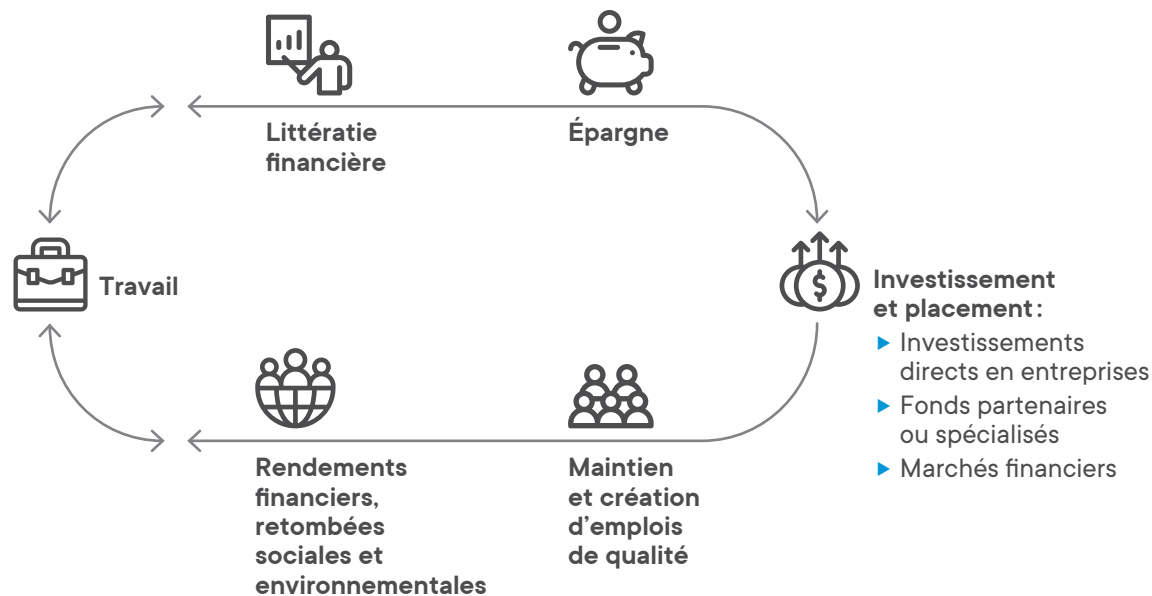 Littératie
financière
Épargne
Travail
Investissement
et placement :
Investissements
directs en entreprises
Fonds partenaires
ou spécialisés
Marchés financiers
Rendements
financiers,
retombées
sociales et
environnementales
Maintien
et création
d’emplois
de qualité
$